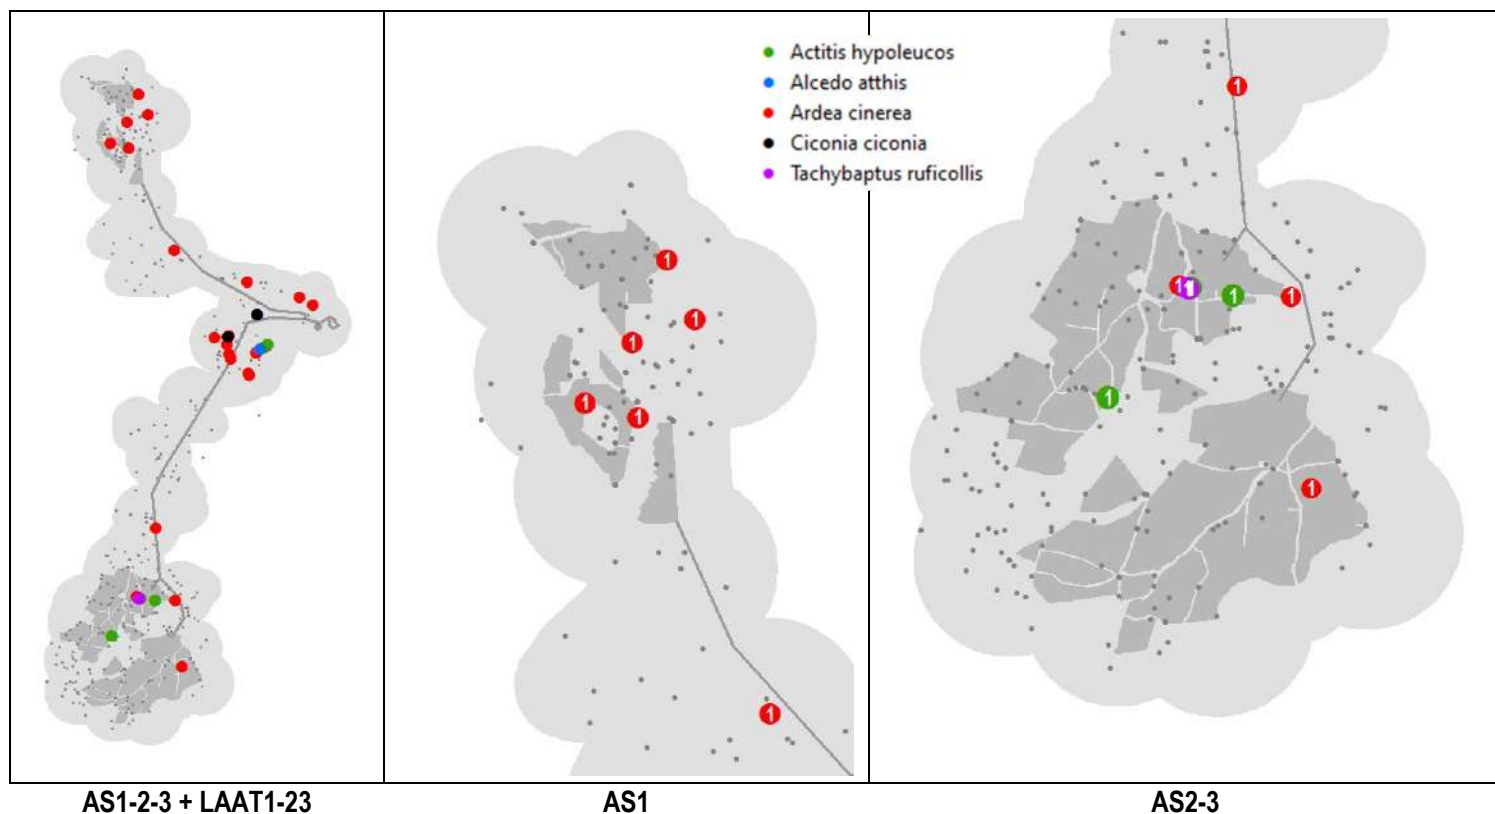 Actitis hypoleucos
Alcedo atthis
Ardea cinerea
Ciconia ciconia
Tachybaptus ruficollis
1
1
1
1
1
1
1
1
1
1
1
1
1
AS1-2-3 + LAAT1-23
AS1
AS2-3